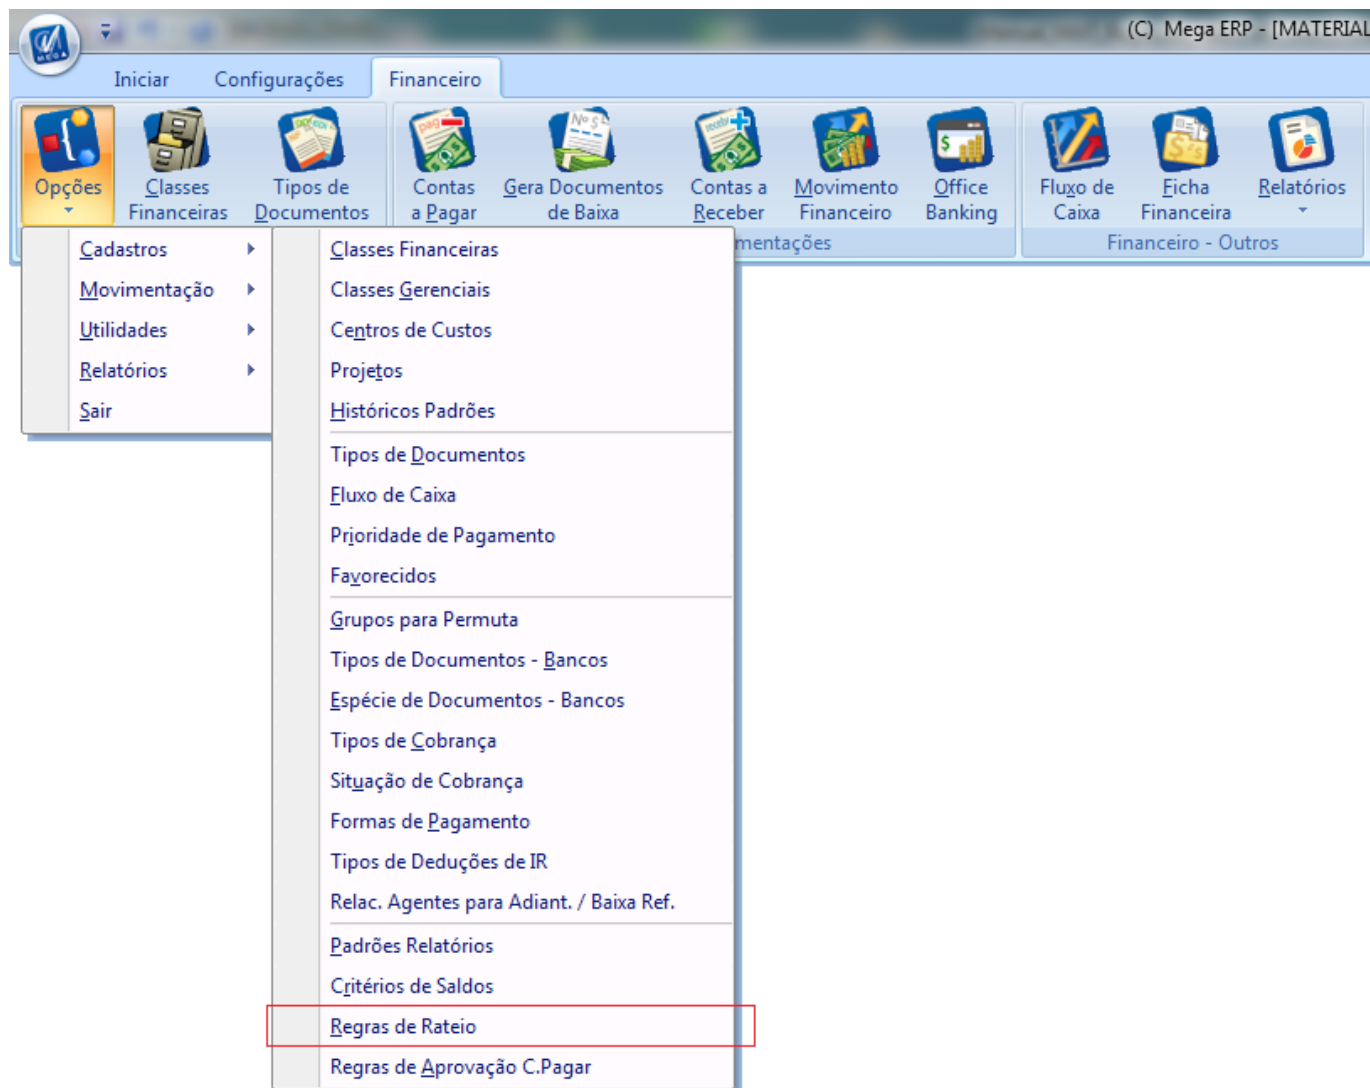 (C) Mega ERP - [MATERIAL
MEGA
Iniciar Configurações Financeiro
Opções
Classes Financeiras
Tipos de Documentos
Contas a Pagar
Gera Documentos de Baixa
Contas a Receber
Movimento Financeiro
Office Banking
Fluxo de Caixa
Ficha Financeira
Relatórios
mentações
Financeiro - Outros
Cadastros
Movimentação
Utilidades
Relatórios
Sair
Classes Financeiras
Classes Gerenciais
Centros de Custos
Projetos
Históricos Padrões
Tipos de Documentos
Fluxo de Caixa
Prioridade de Pagamento
Favorecidos
Grupos para Permuta
Tipos de Documentos - Bancos
Espécie de Documentos - Bancos
Tipos de Cobrança
Situação de Cobrança
Formas de Pagamento
Tipos de Deduções de IR
Relac. Agentes para Adiant. / Baixa Ref.
Padrões Relatórios
Critérios de Saldos
Regras de Rateio
Regras de Aprovação C.Pagar